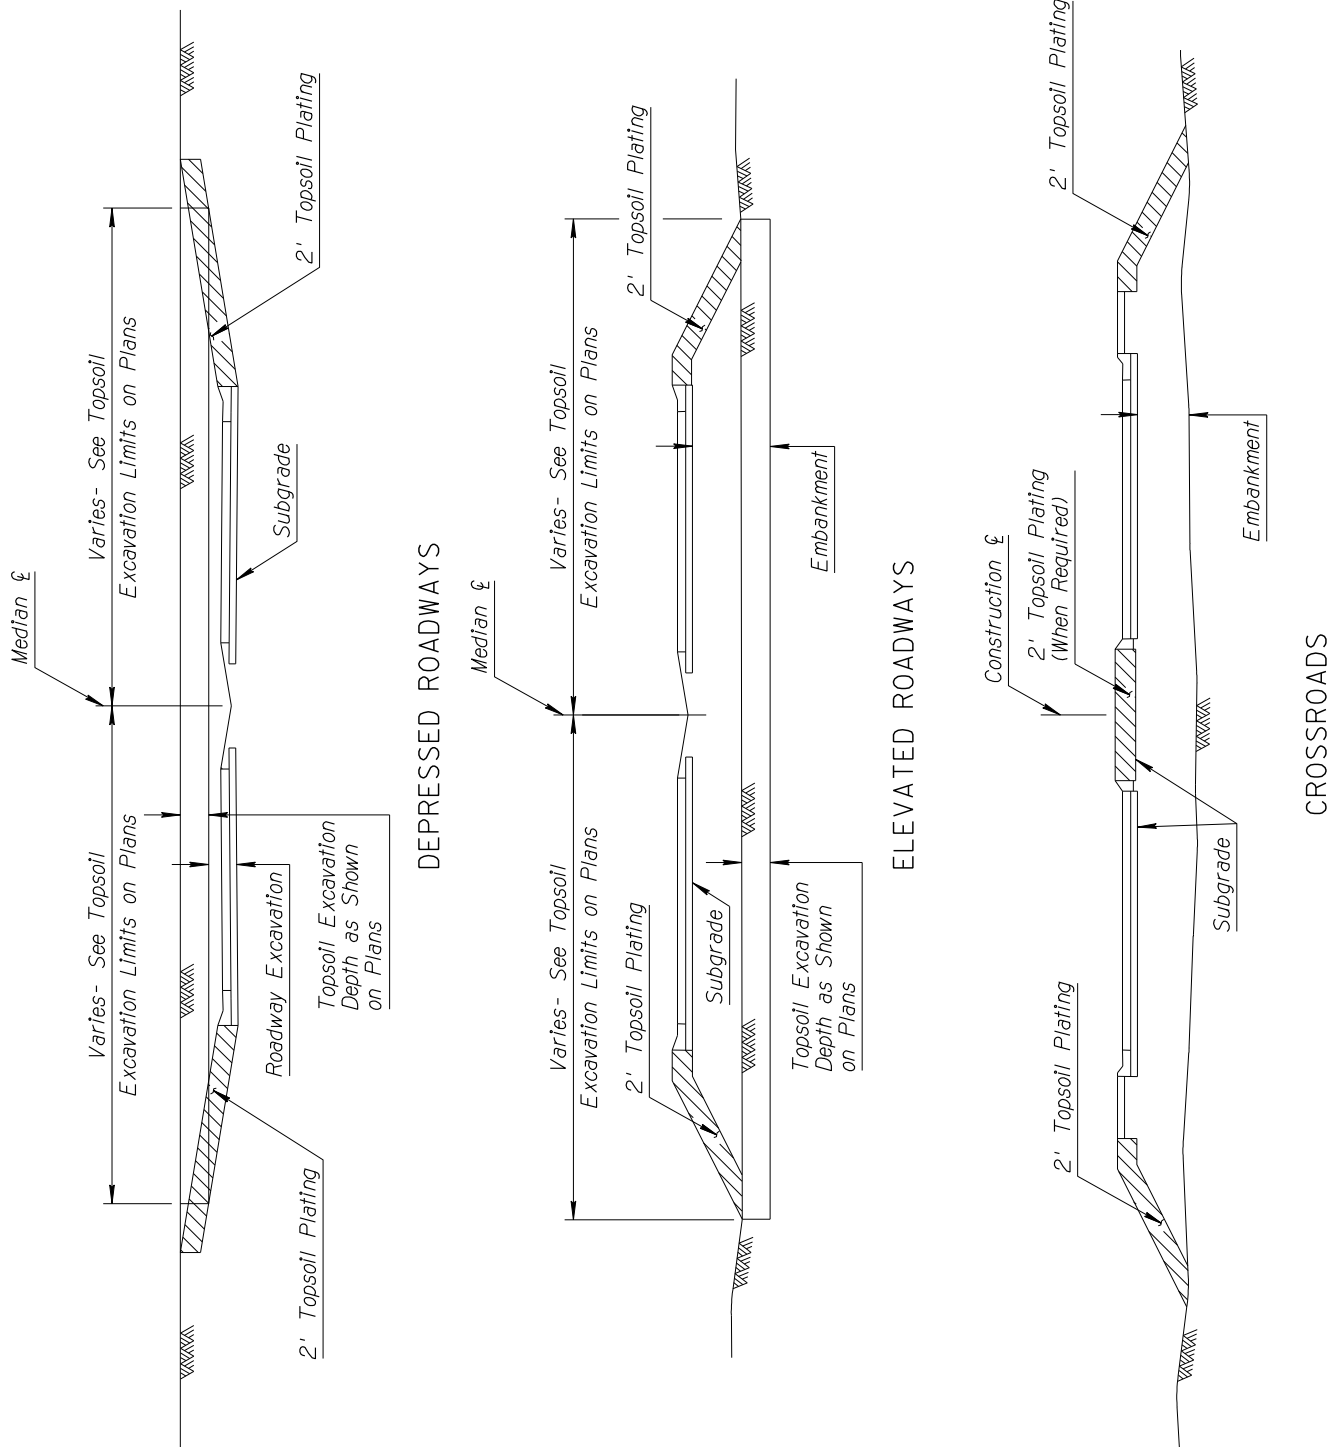 Median ℄
Varies- See Topsoil
Excavation Limits on Plans
Varies- See Topsoil
Excavation Limits on Plans
2' Topsoil Plating
Roadway Excavation
Topsoil Excavation
Depth as Shown
on Plans
Subgrade
2' Topsoil Plating
DEPRESSED ROADWAYS
Median ℄
Varies- See Topsoil
Excavation Limits on Plans
Varies- See Topsoil
Excavation Limits on Plans
2' Topsoil Plating
2' Topsoil Plating
Subgrade
Topsoil Excavation
Depth as Shown
on Plans
Embankment
ELEVATED ROADWAYS
Construction ℄
2' Topsoil Plating
(When Required)
2' Topsoil Plating
2' Topsoil Plating
Subgrade
Embankment
CROSSROADS